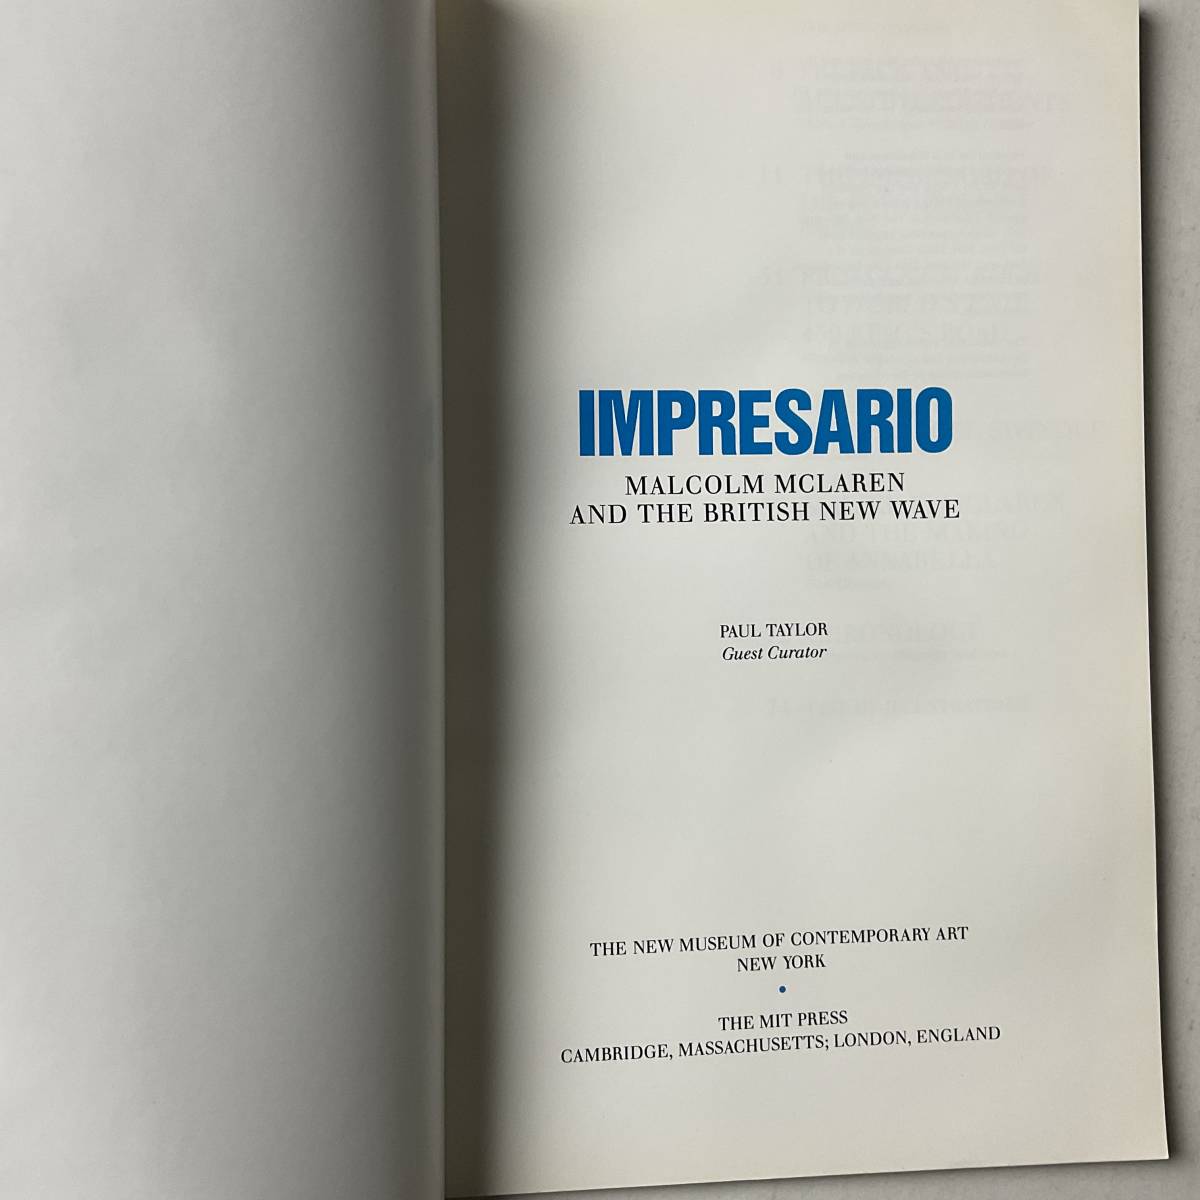 IMPRESARIO
MALCOLM MCLAREN
AND THE BRITISH NEW WAVE
PAUL TAYLOR
Guest Curator
THE NEW MUSEUM OF CONTEMPORARY ART
NEW YORK
•
THE MIT PRESS
CAMBRIDGE, MASSACHUSETTS; LONDON, ENGLAND